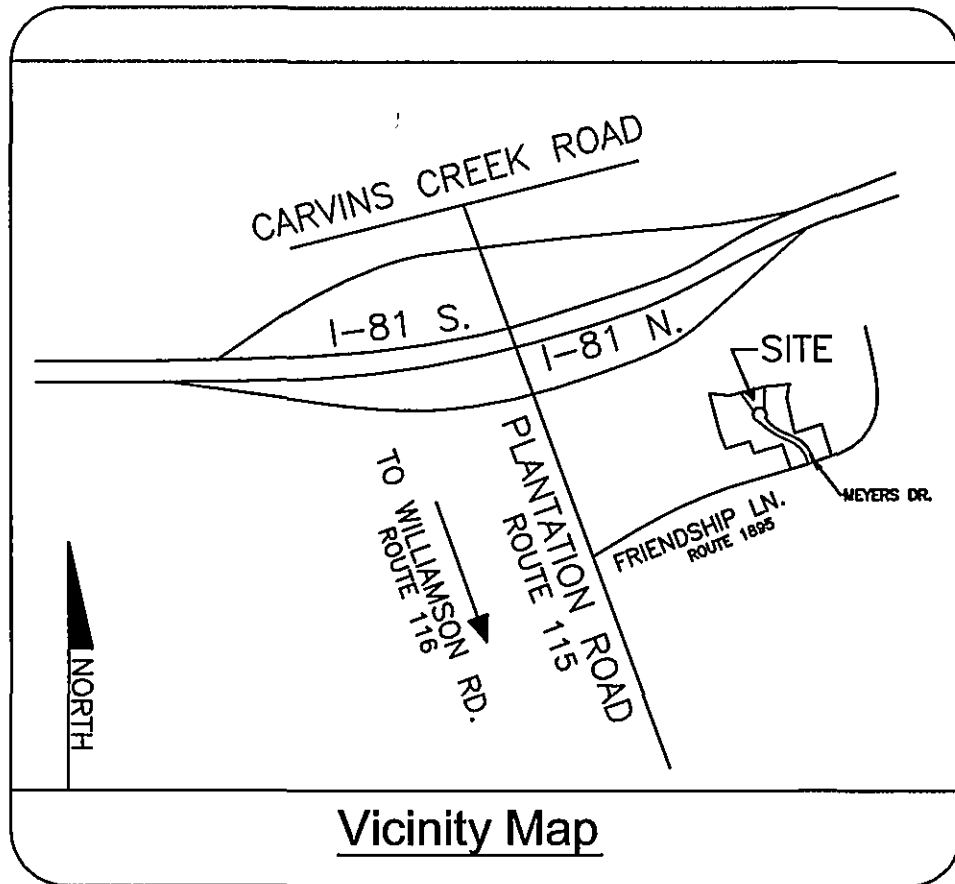 CARVINS CREEK ROAD
I-81 S.
I-81 N.
SITE
MEYERS DR.
FRIENDSHIP LN.
ROUTE 1895
PLANTATION ROAD
ROUTE 115
TO WILLIAMSON RD.
ROUTE 116
NORTH
Vicinity Map